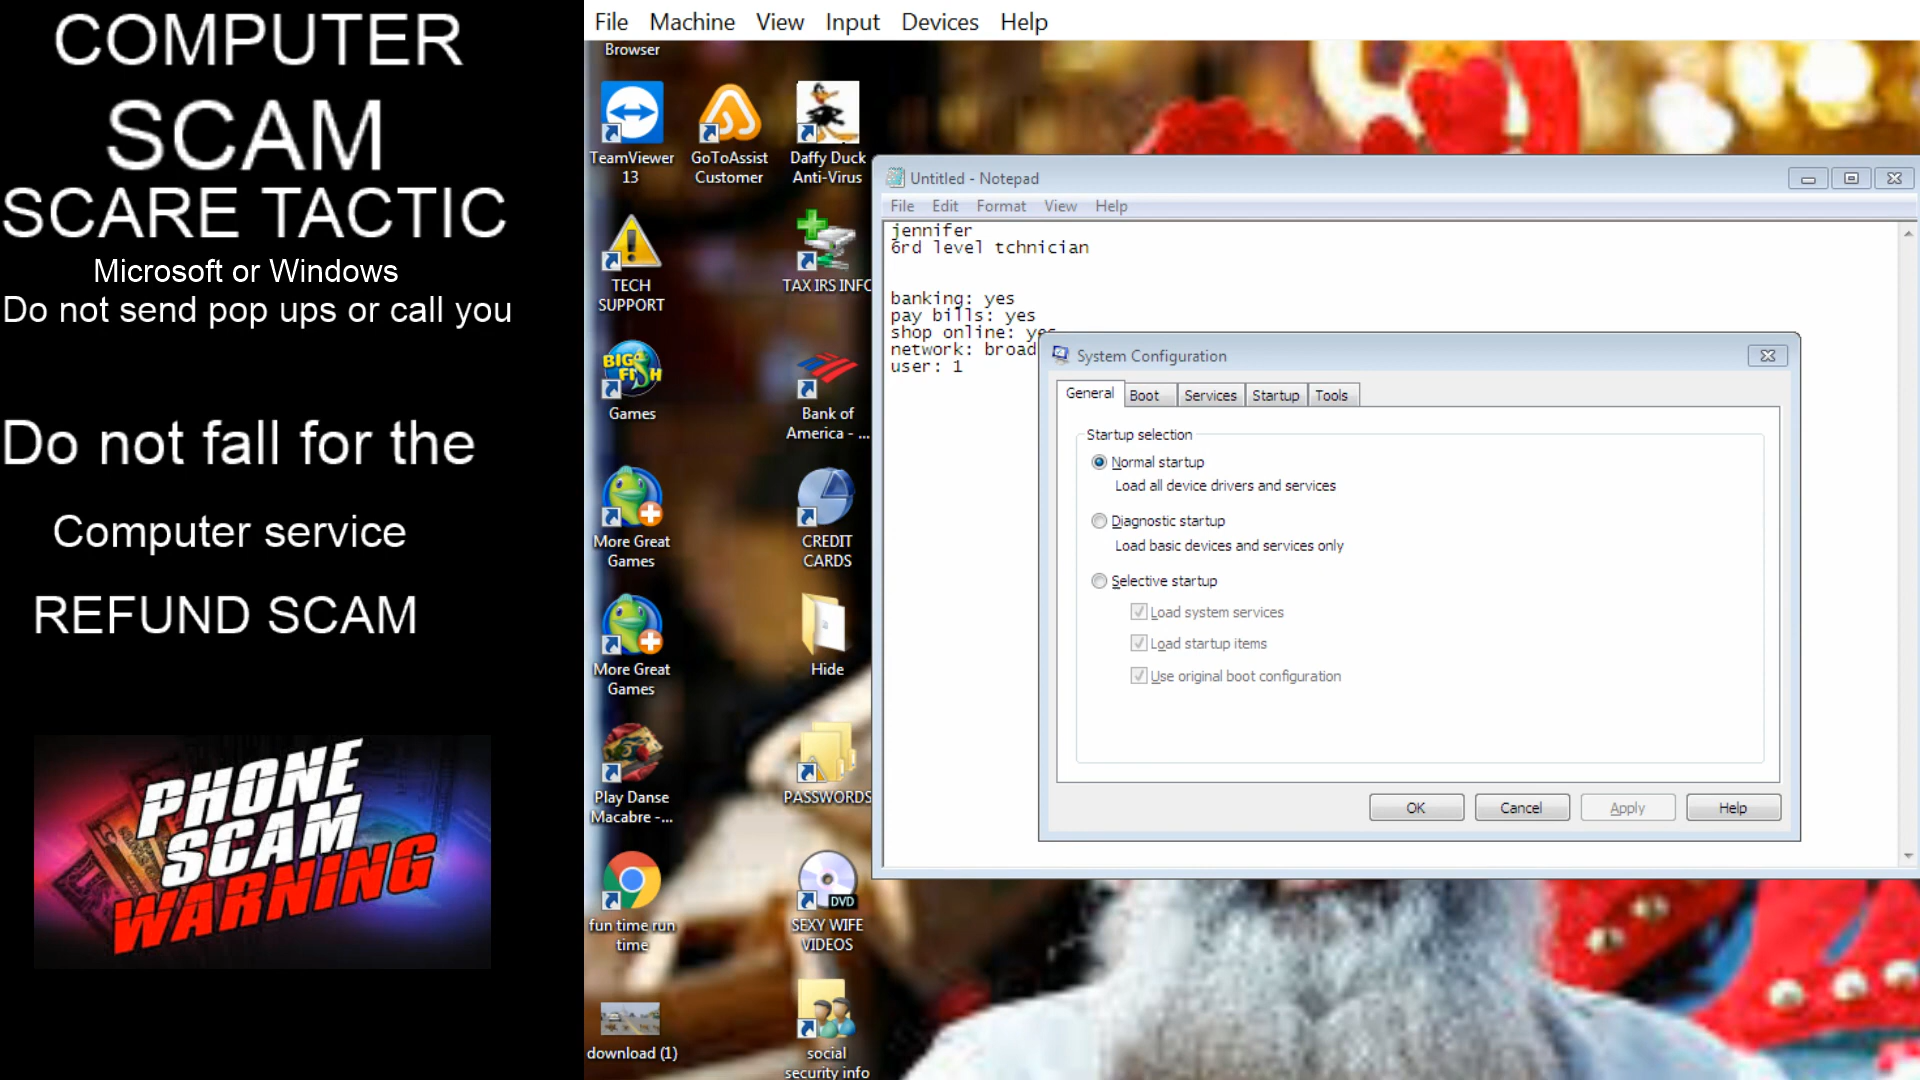 COMPUTER
SCAM
SCARE TACTIC
Microsoft or Windows
Do not send pop ups or call you
Do not fall for the
Computer service
REFUND SCAM
PHONE
SCAM
WARNING
File Machine View Input Devices Help
Browser
TeamViewer
13
GoToAssist
Customer
Daffy Duck
Anti-Virus
TECH
SUPPORT
TAX IRS INFO
BIG FISH
Games
Bank of
America - ...
More Great
Games
CREDIT
CARDS
More Great
Games
Hide
Play Danse
Macabre -...
PASSWORDS
fun time run
time
DVD
SEXY WIFE
VIDEOS
download (1)
social
security info
Untitled - Notepad
File Edit Format View Help
jennifer
6rd level tchnician
banking: yes
pay bills: yes
shop online: yes
network: broad
user: 1
System Configuration
General Boot Services Startup Tools
Startup selection
Normal startup
Load all device drivers and services
Diagnostic startup
Load basic devices and services only
Selective startup
Load system services
Load startup items
Use original boot configuration
OK Cancel Apply Help